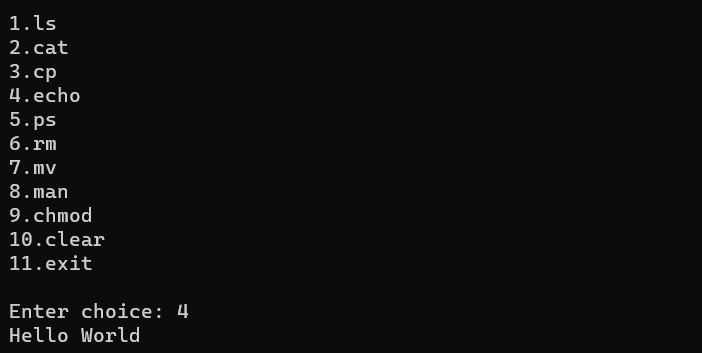 1.ls
2.cat
3.cp
4.echo
5.ps
6.rm
7.mv
8.man
9.chmod
10.clear
11.exit
Enter choice: 4
Hello World